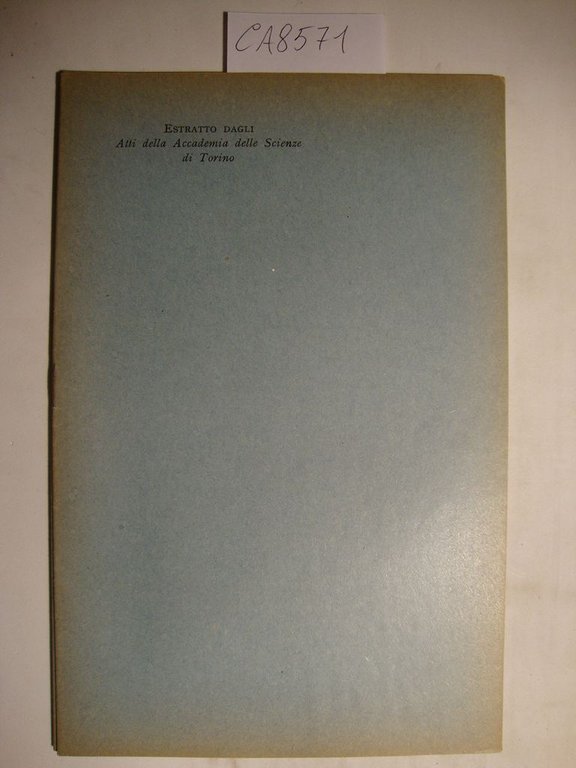 CA8571
ESTRATTO DAGLI
Atti della Accademia delle Scienze
di Torino